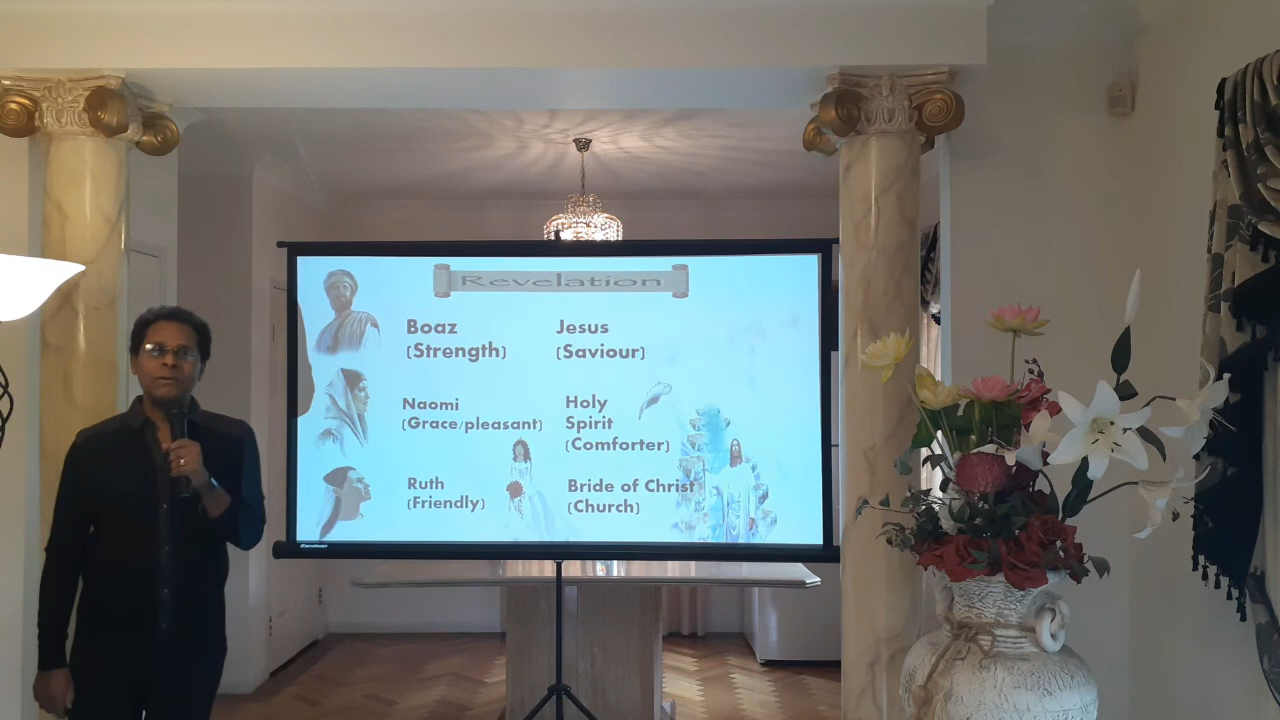 Revelation
Boaz
(Strength)
Jesus
(Saviour)
Naomi
(Grace/pleasant)
Holy
Spirit
(Comforter)
Ruth
(Friendly)
Bride of Christ
(Church)